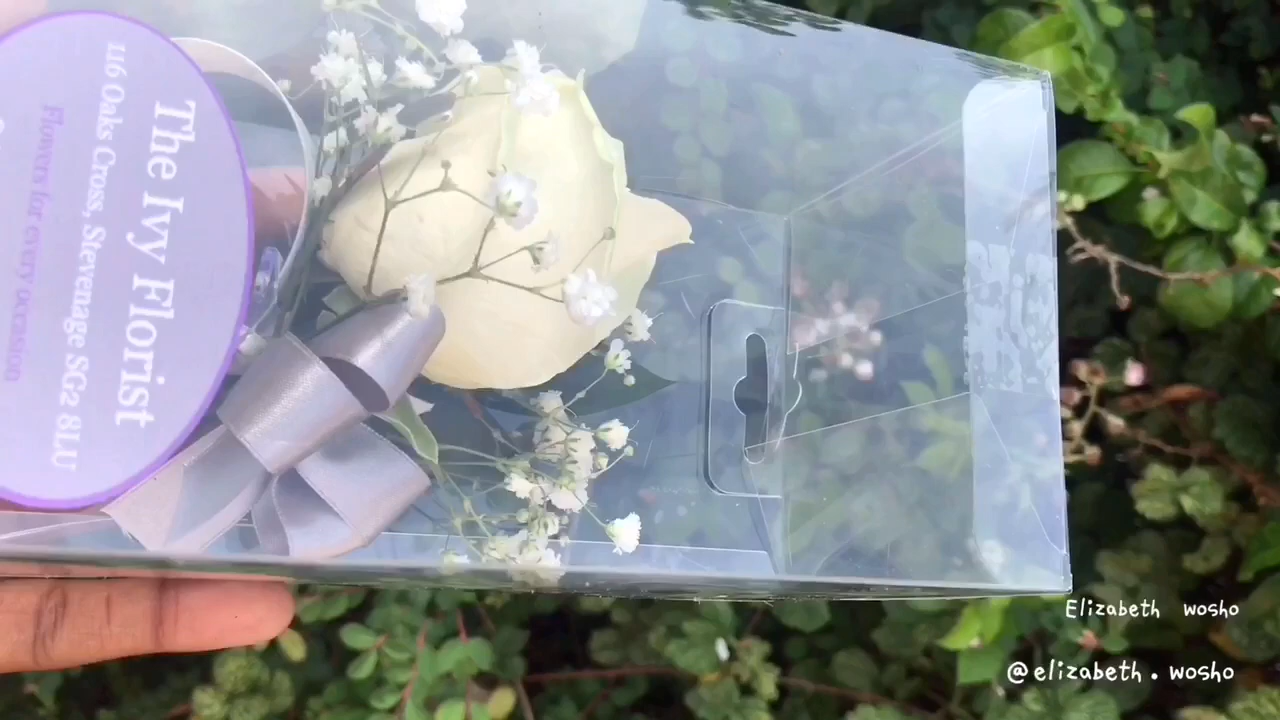 The Ivy Florist
116 Oaks Cross, Stevenage SG2 8LU
Flowers for every occasion
Elizabeth wosho
@elizabeth.wosho